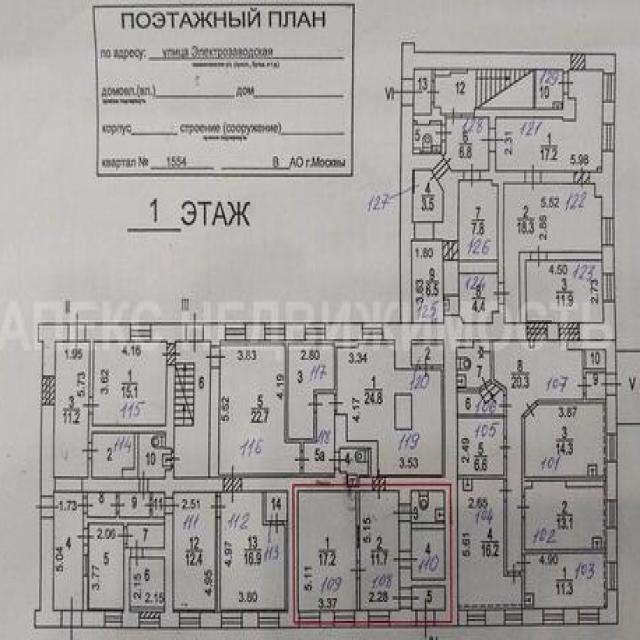 ПОЭТАЖНЫЙ ПЛАН
по адресу: улица Электрозаводская
домовл.(вл.) дом
корпус строение (сооружение)
квартал № 1554 В АО г.Москвы
1 ЭТАЖ
АПЕКС НЕДВИЖИМОСТЬ
VI 13 12 10 129
5 6 6.8 128 2.31 121 1 17.2 5.98
127 4 3.5 7 7.8 126 2 18.3 2.86 5.52 122
1.80 9 6.5 3.63 125 8 4.4 124 4.50 123 3 11.9 2.73
II III
1.95 5.73 3 11.2 4.16 3.62 1 15.1 115 6 3.83 5.52 5 22.7 4.19 116 2.80 3 117 3.34 1 24.8 4.17 119 3.53 2 120
7 6 106 8 20.3 107 10 9 V
2 114 10 118 5а 4
105 2.49 5 6.6 3.87 3 14.3 101
1.73 4 5.04 8 9 11 2.06 5 3.77 7 6 2.15 2.15
2.51 111 12 12.4 4.95 112 4.97 13 16.9 3.80 14 113
1 17.2 5.11 109 3.37 5.15 2 11.7 108 2.28 3 4 110 5
2.65 104 5.61 4 16.2 2 13.1 102 4.90 1 11.3 103
IV